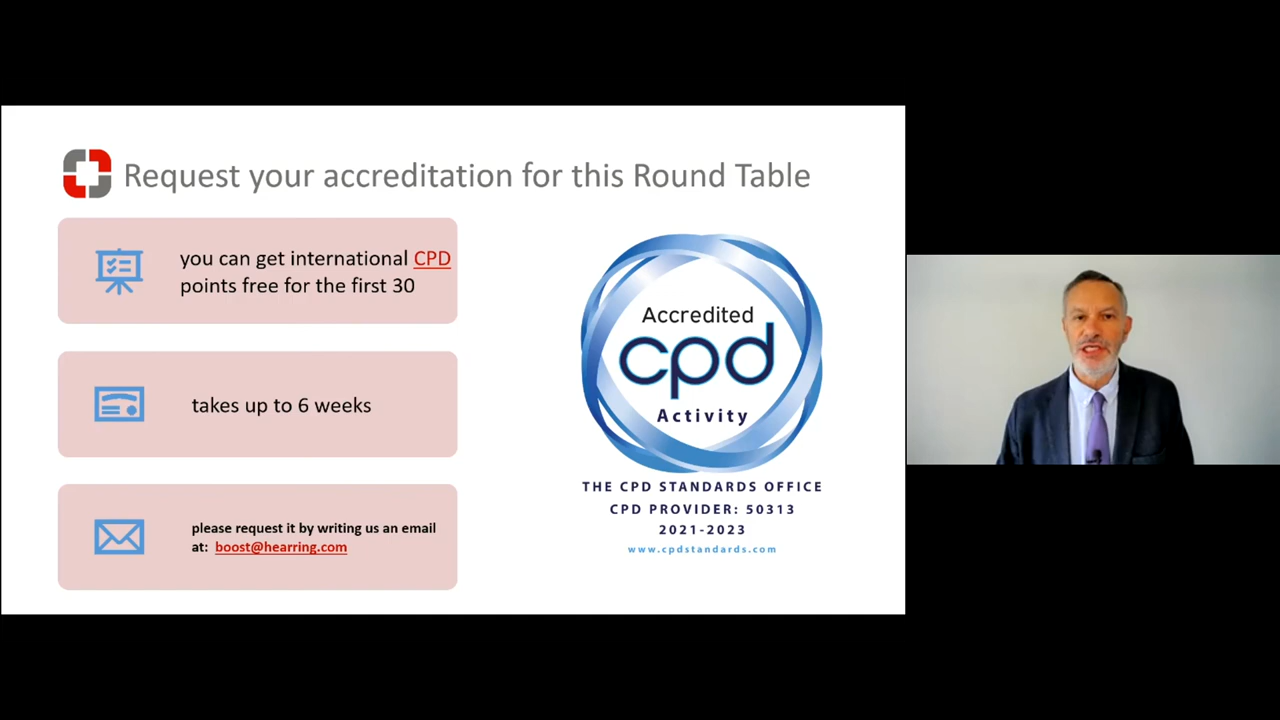 Request your accreditation for this Round Table
you can get international CPD
points free for the first 30
takes up to 6 weeks
please request it by writing us an email
at: boost@hearring.com
Accredited
cpd
Activity
THE CPD STANDARDS OFFICE
CPD PROVIDER: 50313
2021-2023
www.cpdstandards.com